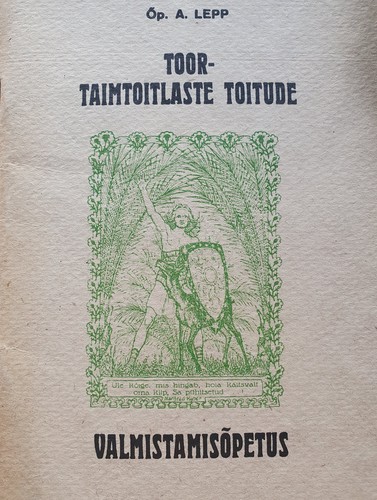 Õp. A. LEPP
TOOR-
TAIMTOITLASTE TOITUDE
Üle kõige, mis hingab, hoia kaitsvalt
oma kilp, Sa pühitsetud
VALMISTAMISÕPETUS